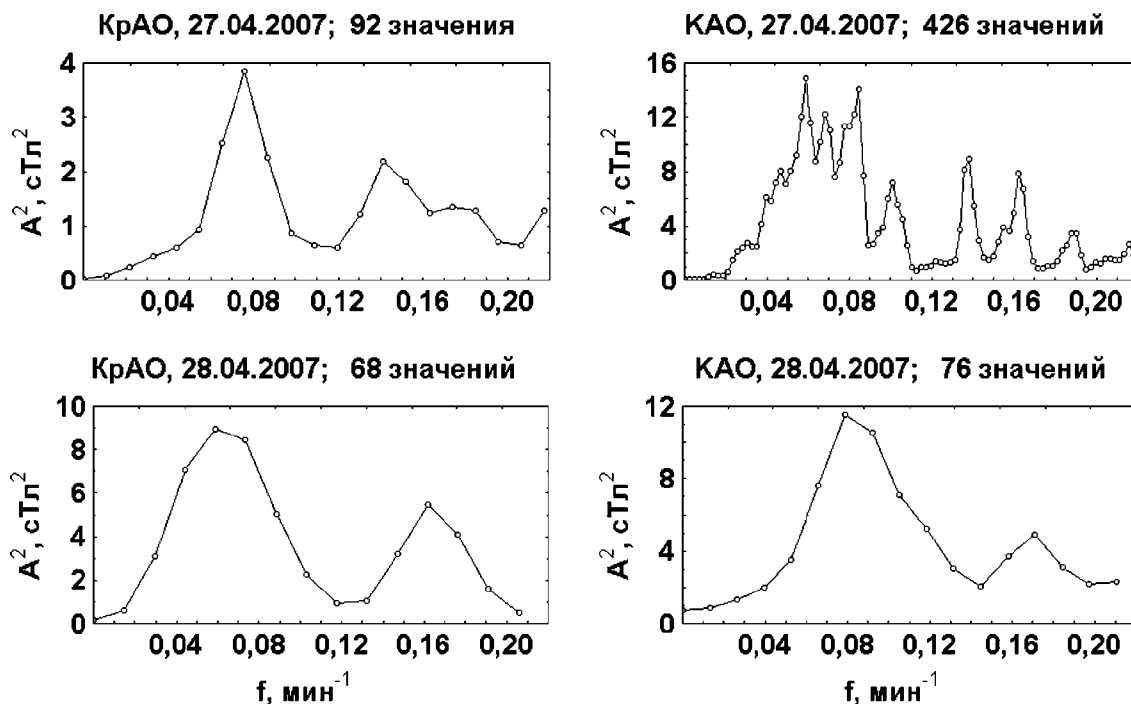 КрАО, 27.04.2007; 92 значения
4
3
2
1
0
A², сТл²
0,04 0,08 0,12 0,16 0,20
КАО, 27.04.2007; 426 значений
16
12
8
4
0
A², сТл²
0,04 0,08 0,12 0,16 0,20
КрАО, 28.04.2007; 68 значений
10
8
6
4
2
0
A², сТл²
0,04 0,08 0,12 0,16 0,20
f, мин⁻¹
КАО, 28.04.2007; 76 значений
12
8
4
0
A², сТл²
0,04 0,08 0,12 0,16 0,20
f, мин⁻¹